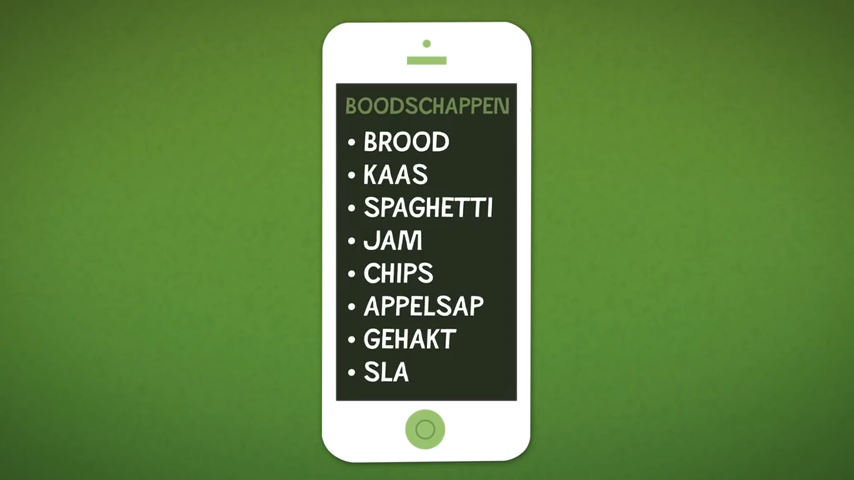 BOODSCHAPPEN
• BROOD
• KAAS
• SPAGHETTI
• JAM
• CHIPS
• APPELSAP
• GEHAKT
• SLA